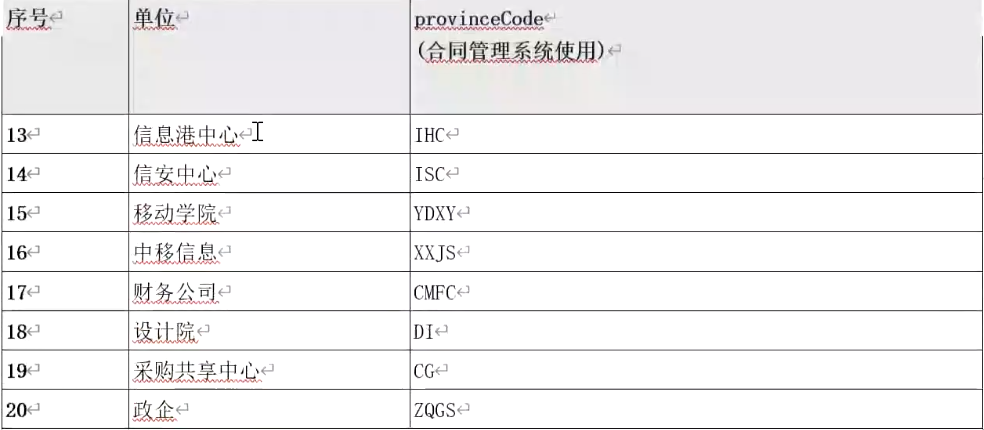 序号 单位 provinceCode
(合同管理系统使用)
13 信息港中心 IHC
14 信安中心 ISC
15 移动学院 YDXY
16 中移信息 XXJS
17 财务公司 CMFC
18 设计院 DI
19 采购共享中心 CG
20 政企 ZQGS